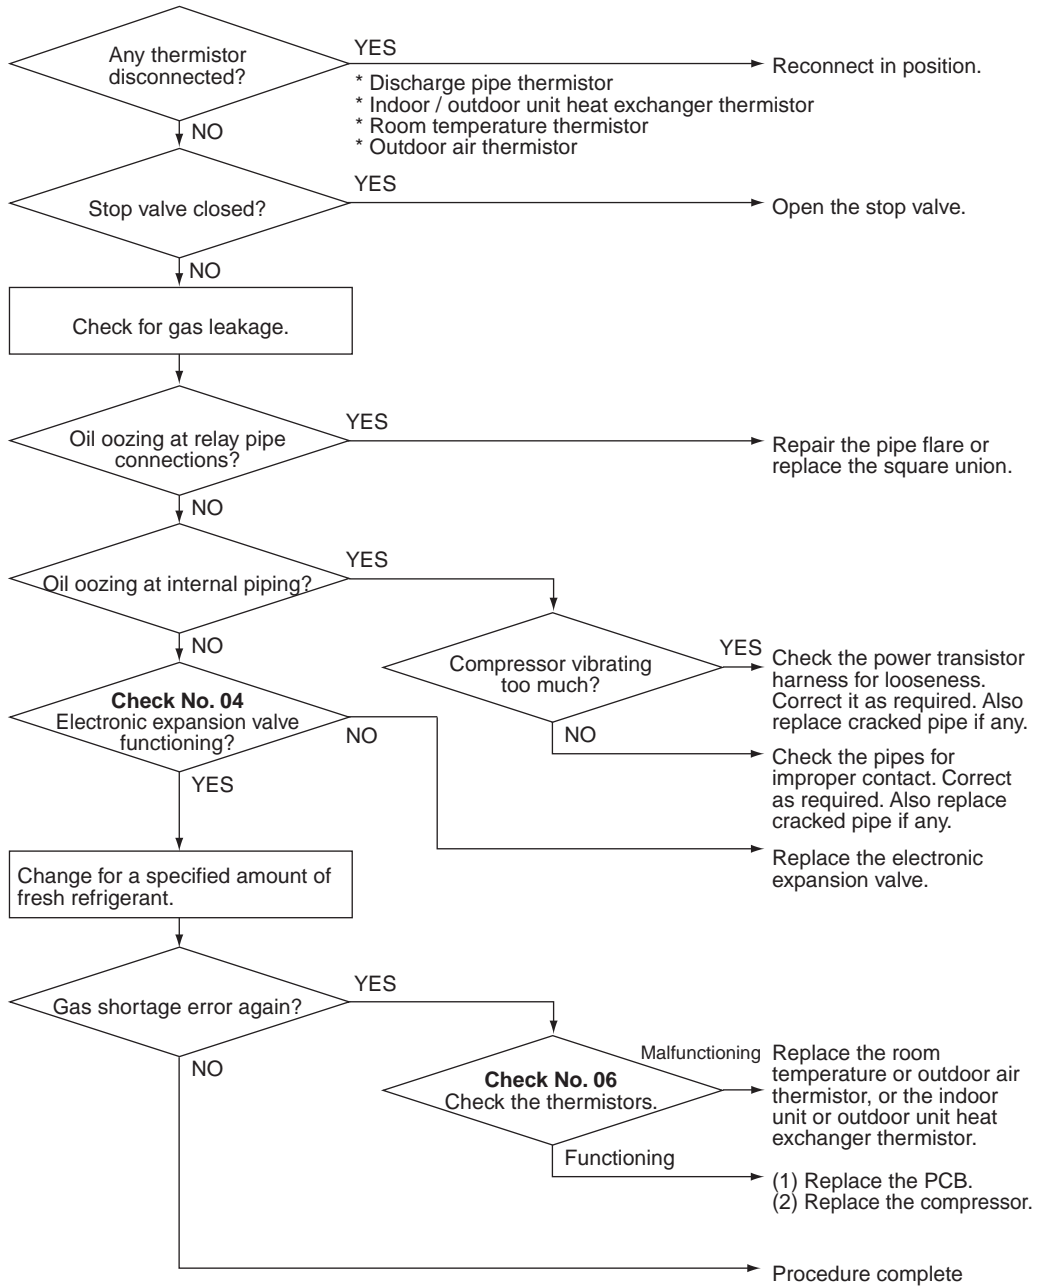 Any thermistor
disconnected?
YES
* Discharge pipe thermistor
* Indoor / outdoor unit heat exchanger thermistor
* Room temperature thermistor
* Outdoor air thermistor
Reconnect in position.
NO
Stop valve closed?
YES
Open the stop valve.
NO
Check for gas leakage.
Oil oozing at relay pipe
connections?
YES
Repair the pipe flare or
replace the square union.
NO
Oil oozing at internal piping?
YES
NO
Compressor vibrating
too much?
YES
Check the power transistor
harness for looseness.
Correct it as required. Also
replace cracked pipe if any.
NO
Check the pipes for
improper contact. Correct
as required. Also replace
cracked pipe if any.
Check No. 04
Electronic expansion valve
functioning?
NO
Replace the electronic
expansion valve.
YES
Change for a specified amount of
fresh refrigerant.
Gas shortage error again?
YES
NO
Check No. 06
Check the thermistors.
Malfunctioning
Replace the room
temperature or outdoor air
thermistor, or the indoor
unit or outdoor unit heat
exchanger thermistor.
Functioning
(1) Replace the PCB.
(2) Replace the compressor.
Procedure complete